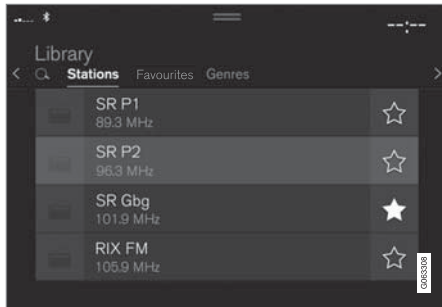 --:--
Library
Stations Favourites Genres
SR P1
89.3 MHz
SR P2
96.3 MHz
SR Gbg
101.9 MHz
RIX FM
105.9 MHz
G063308